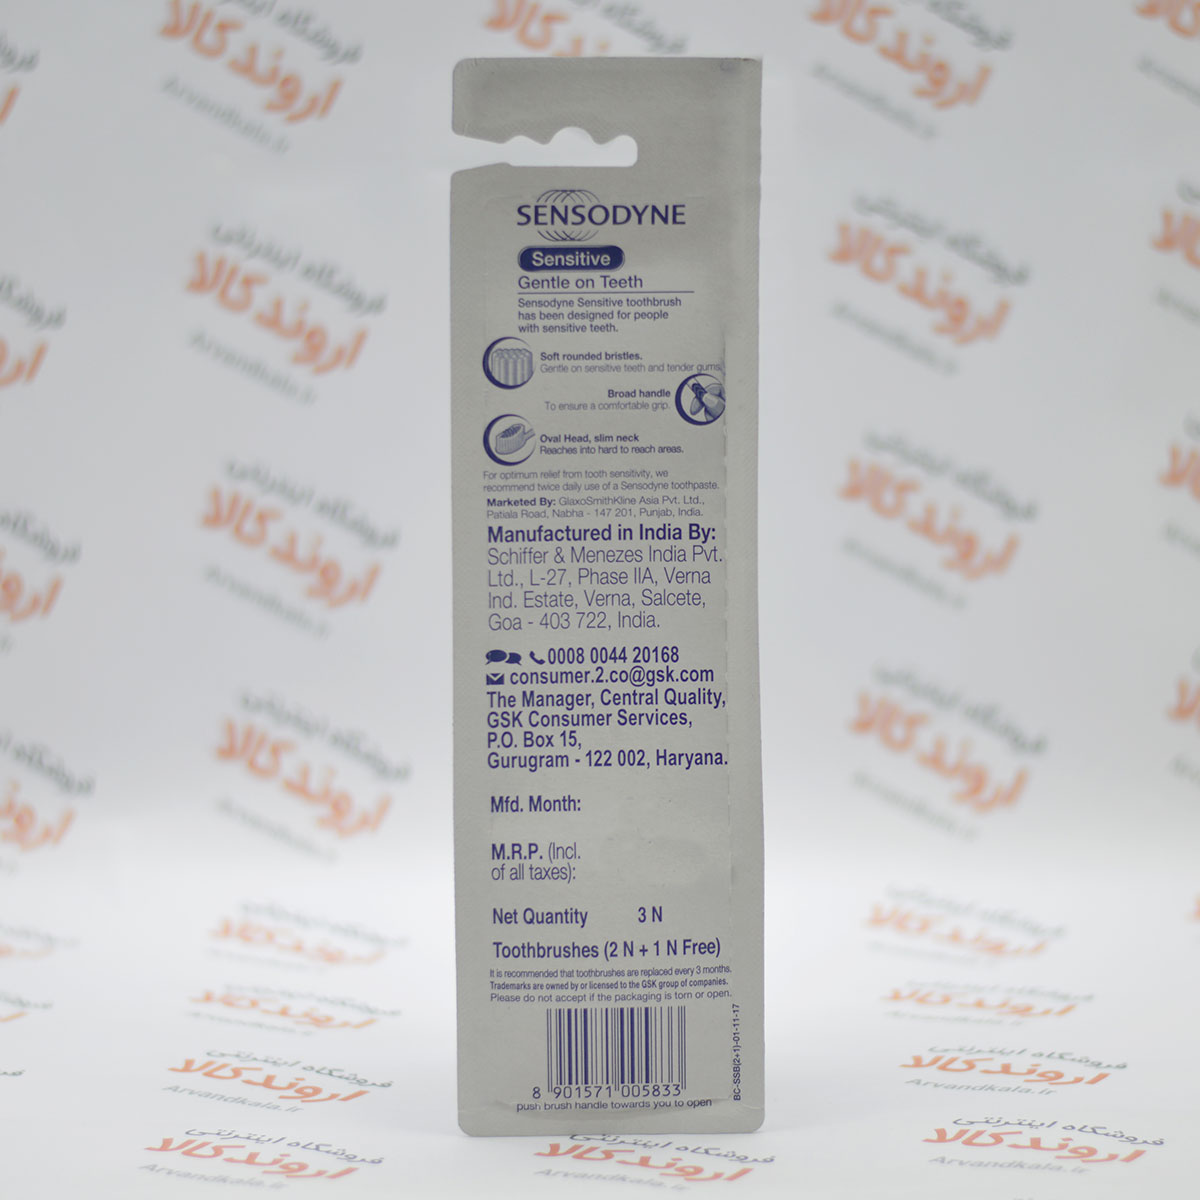 SENSODYNE
Sensitive
Gentle on Teeth
Sensodyne Sensitive toothbrush
has been designed for people
with sensitive teeth.
Soft rounded bristles.
Gentle on sensitive teeth and tender gums.
Broad handle
To ensure a comfortable grip.
Oval Head, slim neck
Reaches into hard to reach areas.
For optimum relief from tooth sensitivity, we
recommend twice daily use of a Sensodyne toothpaste.
Marketed By: GlaxoSmithKline Asia Pvt. Ltd.,
Patiala Road, Nabha - 147 201, Punjab, India.
Manufactured in India By:
Schiffer & Menezes India Pvt.
Ltd., L-27, Phase IIA, Verna
Ind. Estate, Verna, Salcete,
Goa - 403 722, India.
0008 0044 20168
consumer.2.co@gsk.com
The Manager, Central Quality,
GSK Consumer Services,
P.O. Box 15,
Gurugram - 122 002, Haryana.
Mfd. Month:
M.R.P. (Incl.
of all taxes):
Net Quantity 3 N
Toothbrushes (2 N + 1 N Free)
It is recommended that toothbrushes are replaced every 3 months.
Trademarks are owned by or licensed to the GSK group of companies.
Please do not accept if the packaging is torn or open.
BC-SSB(2+1)-01-11-17
8 901571 005833
push brush handle towards you to open
فروشگاه اینترنتی
اروندکالا
Arvandkala.ir